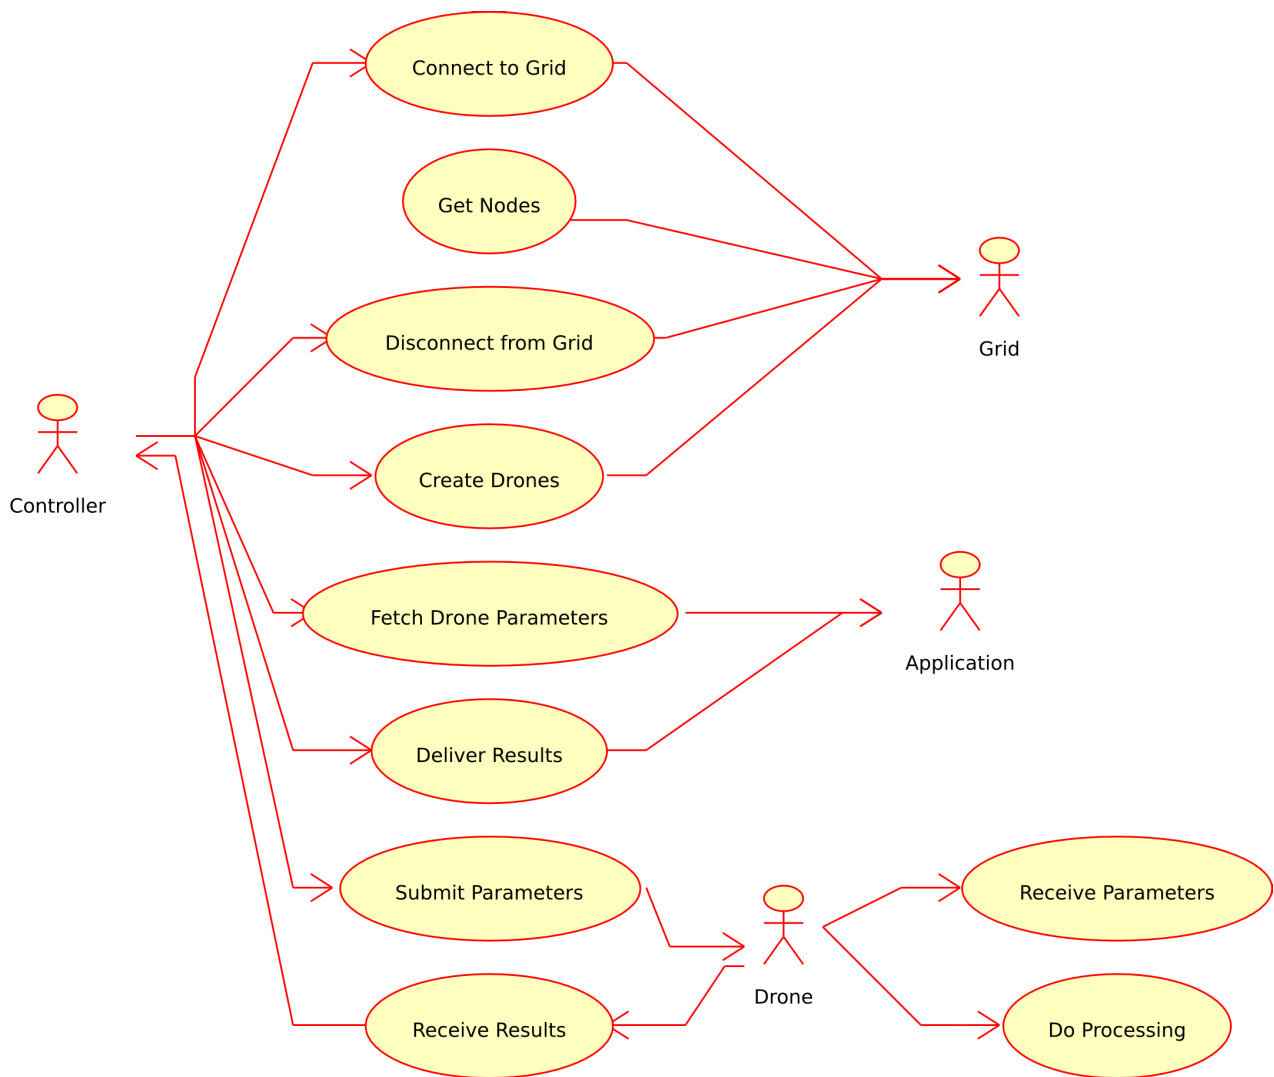 Connect to Grid
Get Nodes
Disconnect from Grid
Grid
Create Drones
Controller
Fetch Drone Parameters
Application
Deliver Results
Submit Parameters
Receive Parameters
Drone
Receive Results
Do Processing